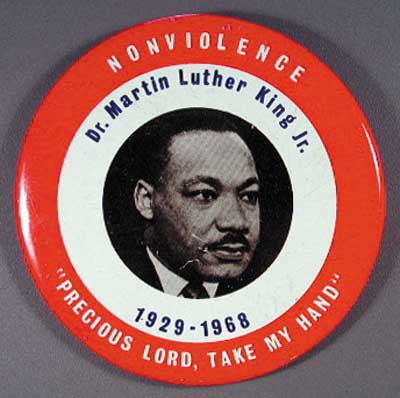 NONVIOLENCE
Dr. Martin Luther King Jr.
1929-1968
"PRECIOUS LORD, TAKE MY HAND"